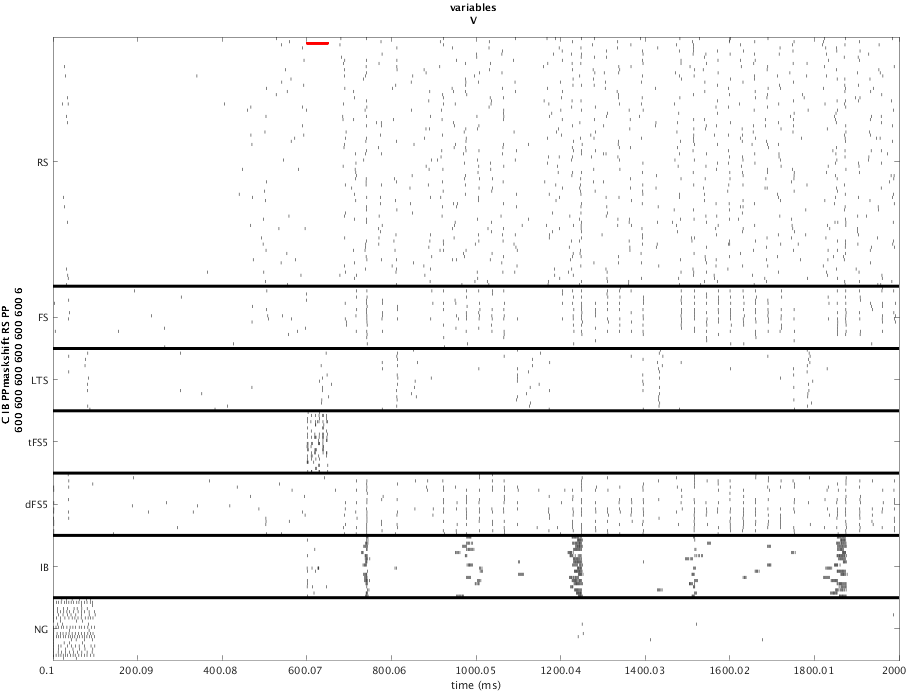 variables
V
RS
FS
LTS
tFS5
dFS5
IB
NG
C IB PPmaskshift RS PP
600 600 600 600 600 600 6
0.1 200.09 400.08 600.07 800.06 1000.05 1200.04 1400.03 1600.02 1800.01 2000
time (ms)